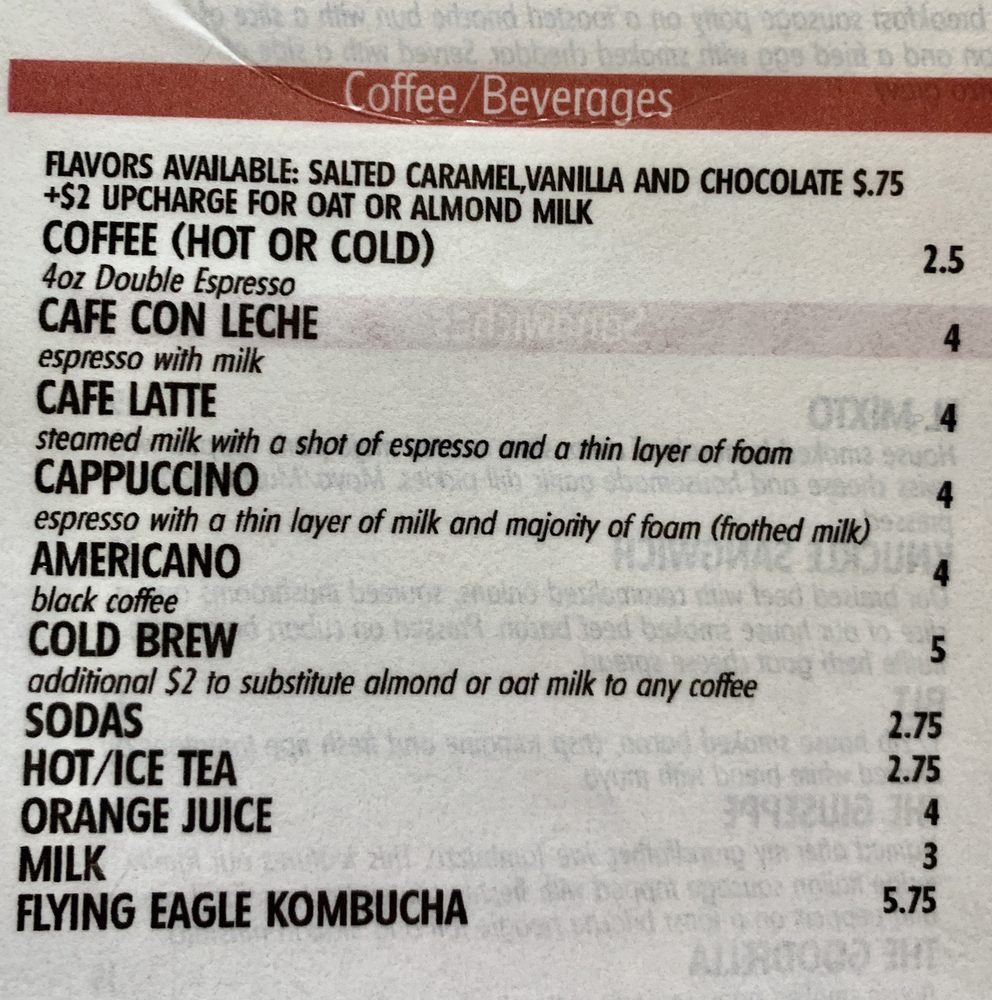 Coffee/Beverages
FLAVORS AVAILABLE: SALTED CARAMEL,VANILLA AND CHOCOLATE $.75
+$2 UPCHARGE FOR OAT OR ALMOND MILK
COFFEE (HOT OR COLD) 2.5
4oz Double Espresso
CAFE CON LECHE 4
espresso with milk
CAFE LATTE 4
steamed milk with a shot of espresso and a thin layer of foam
CAPPUCCINO 4
espresso with a thin layer of milk and majority of foam (frothed milk)
AMERICANO 4
black coffee
COLD BREW 5
additional $2 to substitute almond or oat milk to any coffee
SODAS 2.75
HOT/ICE TEA 2.75
ORANGE JUICE 4
MILK 3
FLYING EAGLE KOMBUCHA 5.75